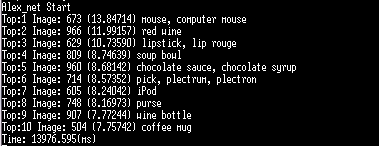 Alex_net Start
Top:1 Image: 673 (13.84714) mouse, computer mouse
Top:2 Image: 966 (11.99157) red wine
Top:3 Image: 629 (10.73590) lipstick, lip rouge
Top:4 Image: 809 (8.74639) soup bowl
Top:5 Image: 960 (8.68142) chocolate sauce, chocolate syrup
Top:6 Image: 714 (8.57352) pick, plectrum, plectron
Top:7 Image: 605 (8.24042) iPod
Top:8 Image: 748 (8.16973) purse
Top:9 Image: 907 (7.77244) wine bottle
Top:10 Image: 504 (7.75742) coffee mug
Time: 13976.595(ms)